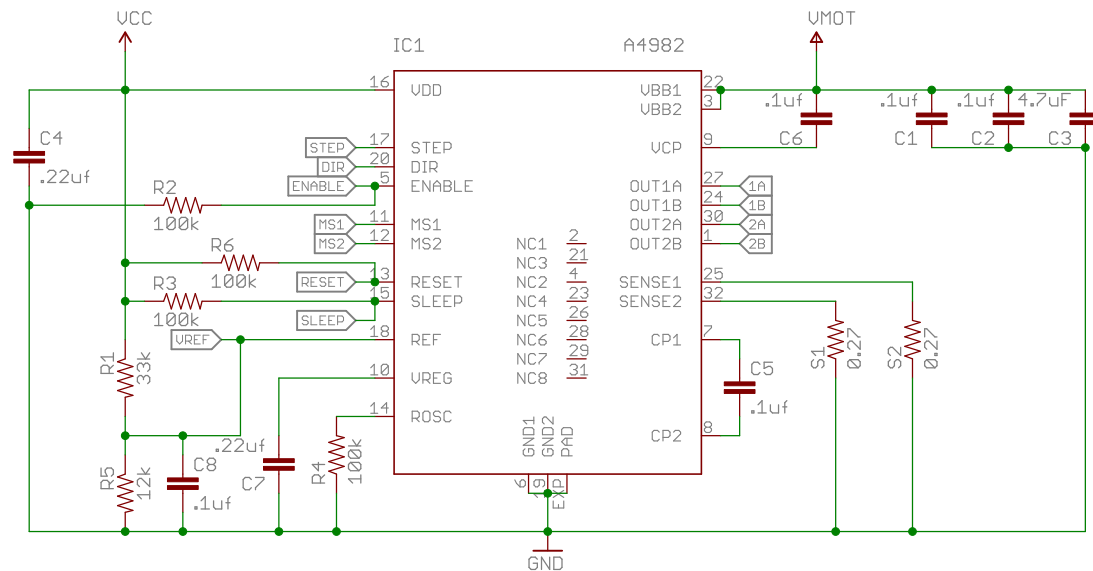 VCC
VMOT
IC1
A4982
16
VDD
VBB1
22
VBB2
3
.1uf
.1uf
.1uf
4.7uF
C6
C1
C2
C3
C4
.22uf
STEP
17
STEP
VCP
9
DIR
20
DIR
ENABLE
5
ENABLE
OUT1A
27
1A
R2
100k
OUT1B
24
1B
MS1
11
MS1
OUT2A
30
2A
MS2
12
MS2
OUT2B
1
2B
NC1
2
R6
100k
NC3
21
RESET
13
RESET
NC2
4
SENSE1
25
R3
100k
15
SLEEP
NC4
23
SENSE2
32
SLEEP
NC5
26
VREF
18
REF
NC6
28
CP1
7
NC7
29
S1
0.27
S2
0.27
R1
33k
10
VREG
NC8
31
C5
.1uf
14
ROSC
CP2
8
.22uf
C7
R4
100k
C8
.1uf
R5
12k
GND1
GND2
PAD
6
19
EXP
GND